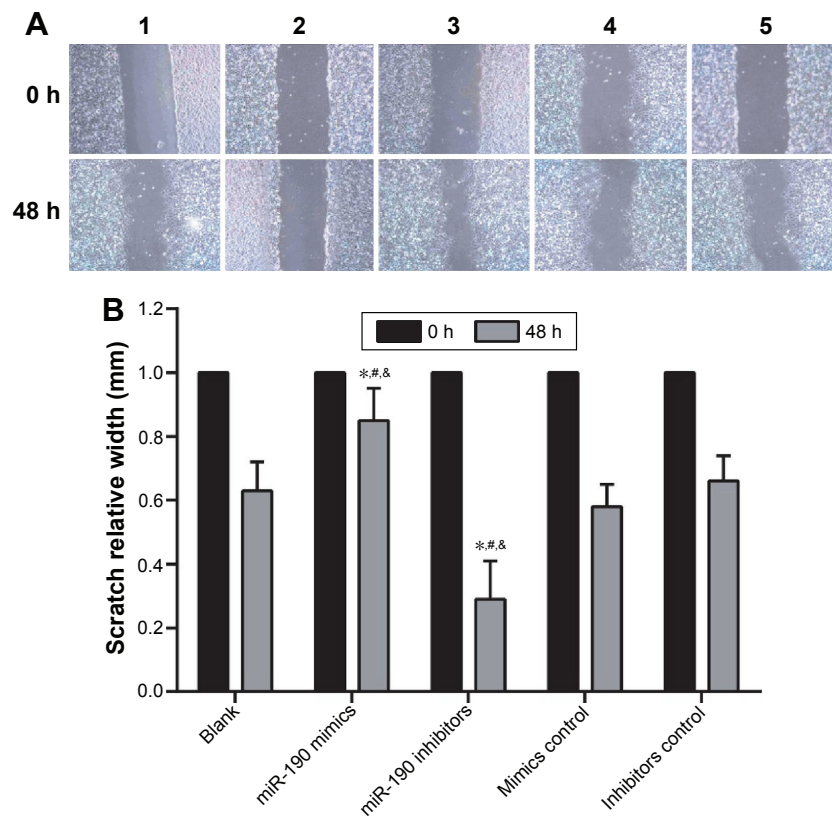 A 1 2 3 4 5
0 h
48 h
B
Scratch relative width (mm)
1.2
1.0
0.8
0.6
0.4
0.2
0.0
0 h 48 h
*,#,&
*,#,&
Blank
miR-190 mimics
miR-190 inhibitors
Mimics control
Inhibitors control